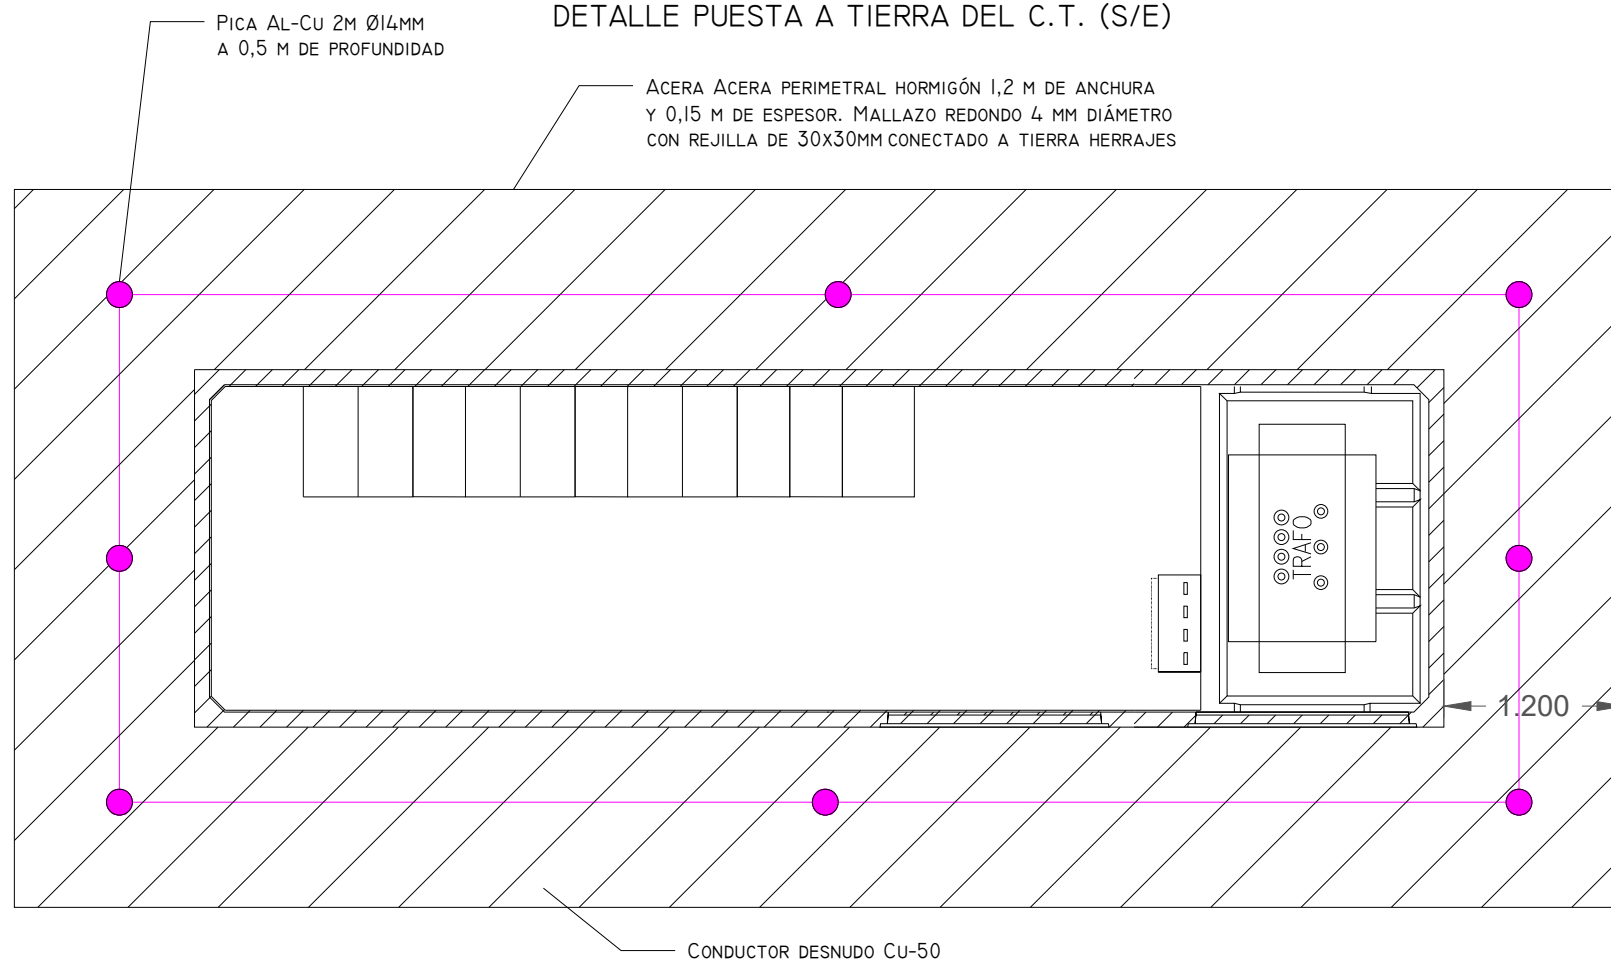 DETALLE PUESTA A TIERRA DEL C.T. (S/E)
PICA AL-CU 2M Ø14MM
A 0,5 M DE PROFUNDIDAD
ACERA ACERA PERIMETRAL HORMIGÓN 1,2 M DE ANCHURA
Y 0,15 M DE ESPESOR. MALLAZO REDONDO 4 MM DIÁMETRO
CON REJILLA DE 30X30MM CONECTADO A TIERRA HERRAJES
TRAFO
1.200
CONDUCTOR DESNUDO CU-50